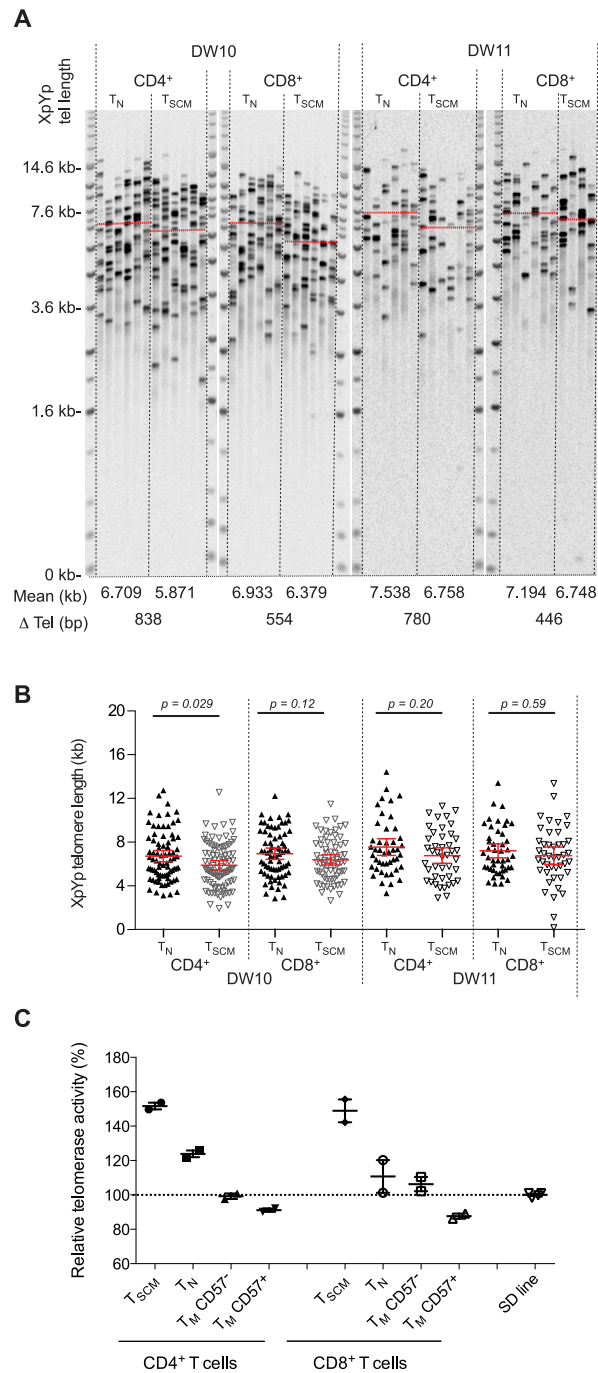 A
DW10 DW11
CD4+ CD8+ CD4+ CD8+
XpYp tel length
TN TSCM TN TSCM TN TSCM TN TSCM
14.6 kb-
7.6 kb-
3.6 kb-
1.6 kb-
0 kb-
Mean (kb) 6.709 5.871 6.933 6.379 7.538 6.758 7.194 6.748
Δ Tel (bp) 838 554 780 446
B
p = 0.029 p = 0.12 p = 0.20 p = 0.59
XpYp telomere length (kb)
20
16
12
8
4
0
TN TSCM TN TSCM TN TSCM TN TSCM
CD4+ CD8+ CD4+ CD8+
DW10 DW11
C
Relative telomerase activity (%)
180
160
140
120
100
80
60
TSCM TN TM CD57- TM CD57+ TSCM TN TM CD57- TM CD57+ SD line
CD4+ T cells CD8+ T cells